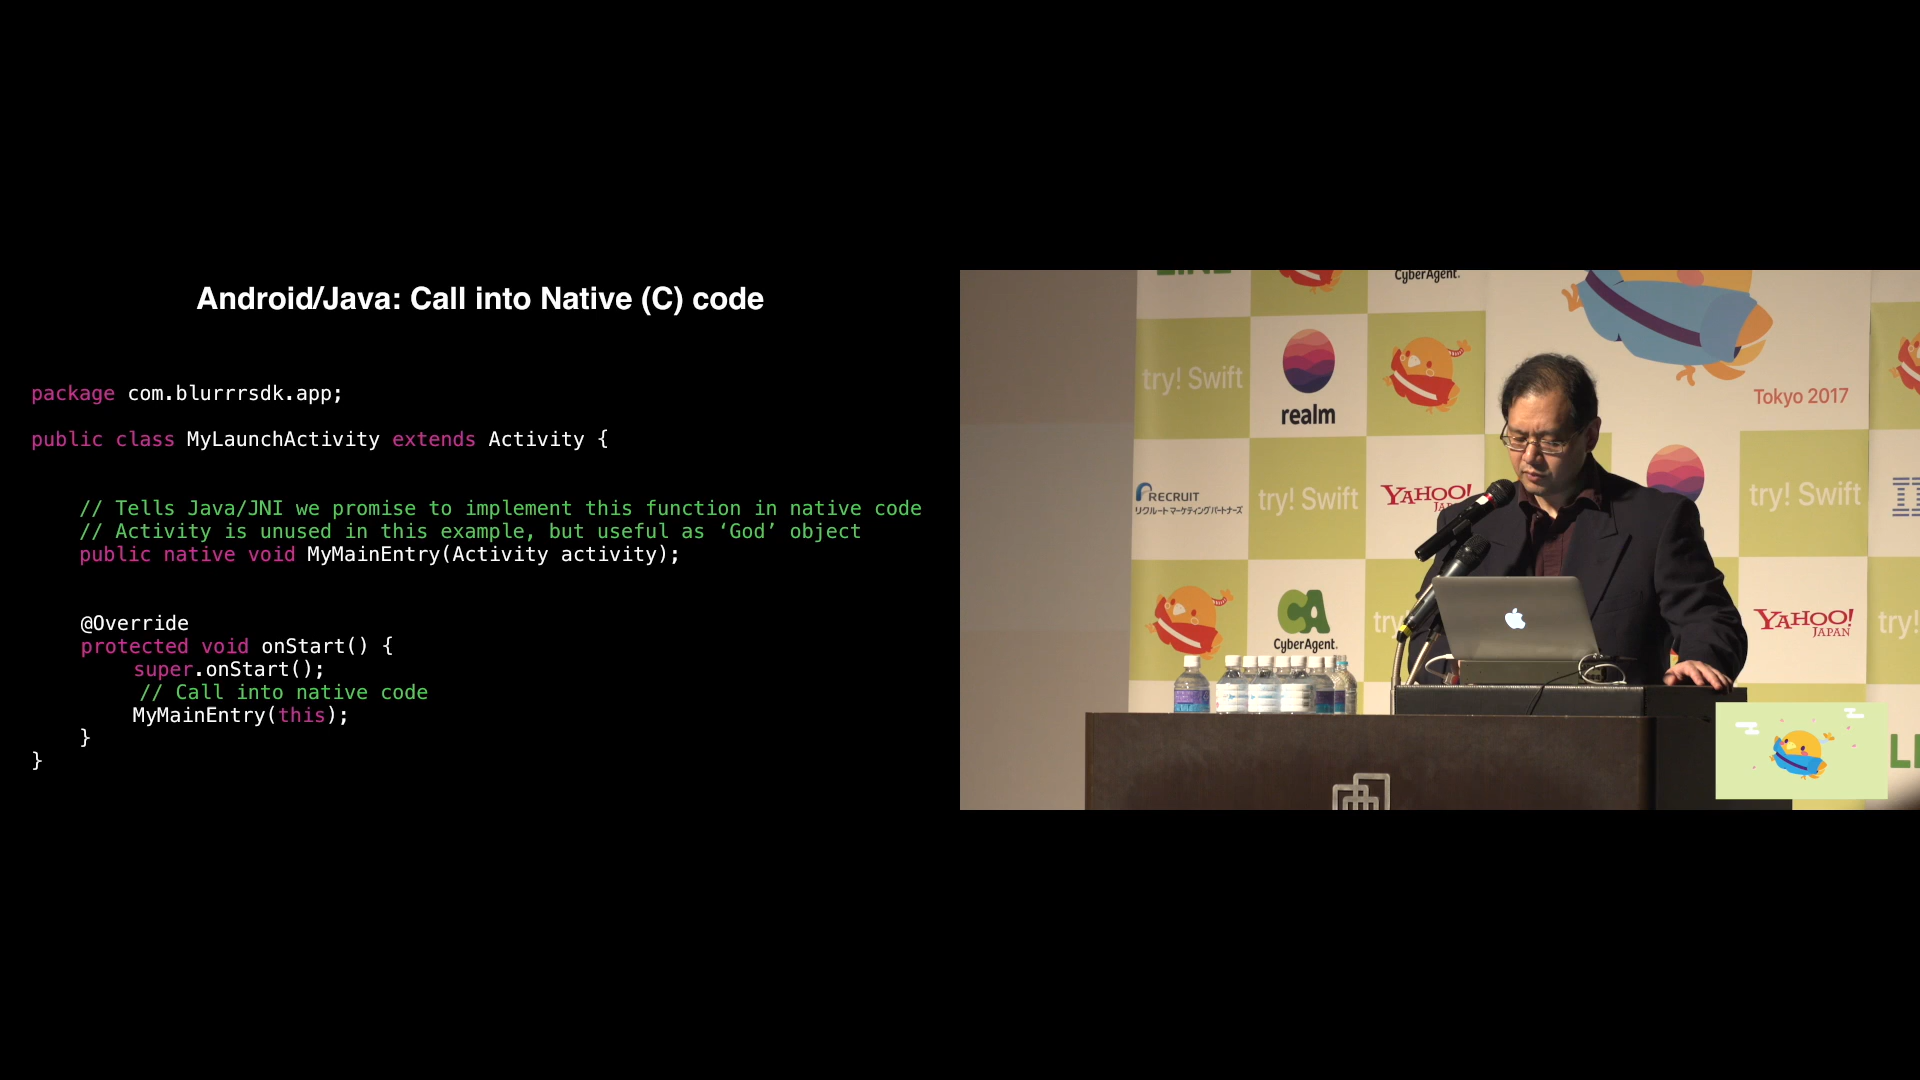 Android/Java: Call into Native (C) code
package com.blurrrsdk.app;
public class MyLaunchActivity extends Activity {
// Tells Java/JNI we promise to implement this function in native code
// Activity is unused in this example, but useful as ‘God’ object
public native void MyMainEntry(Activity activity);
@Override
protected void onStart() {
super.onStart();
// Call into native code
MyMainEntry(this);
}
}
CyberAgent.
try! Swift
realm
Tokyo 2017
RECRUIT
リクルートマーケティングパートナーズ
try! Swift
YAHOO!
try! Swift
CA
CyberAgent.
try
YAHOO!
JAPAN
try!